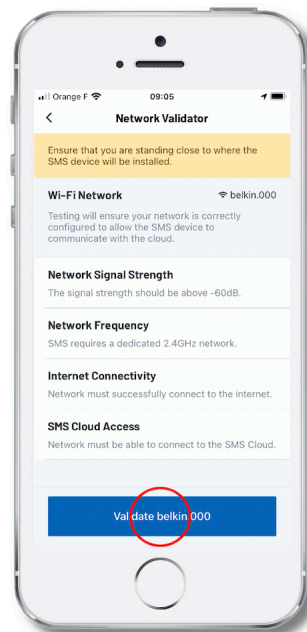 Orange F 09:05
Network Validator
Ensure that you are standing close to where the
SMS device will be installed.
Wi-Fi Network belkin.000
Testing will ensure your network is correctly
configured to allow the SMS device to
communicate with the cloud.
Network Signal Strength
The signal strength should be above -60dB.
Network Frequency
SMS requires a dedicated 2.4GHz network.
Internet Connectivity
Network must successfully connect to the internet.
SMS Cloud Access
Network must be able to connect to the SMS Cloud.
Validate belkin.000